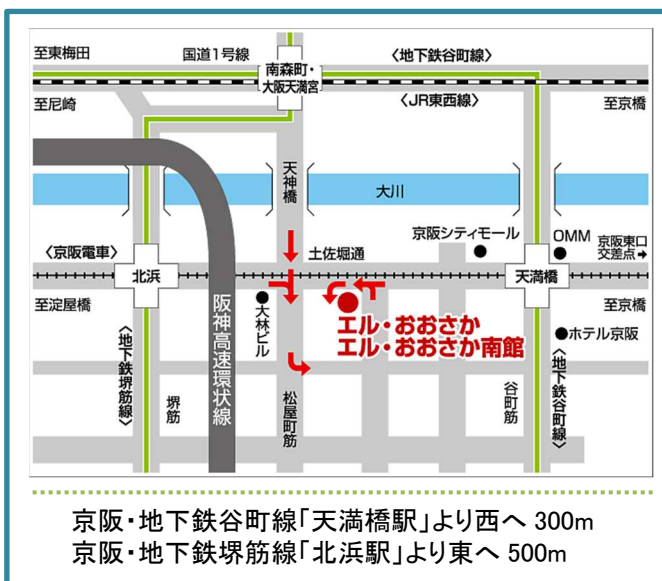 至東梅田
国道1号線
〈地下鉄谷町線〉
南森町・
大阪天満宮
至尼崎
〈JR東西線〉
至京橋
天神橋
大川
〈京阪電車〉
土佐堀通
京阪シティモール
OMM
京阪東口
交差点→
北浜
天満橋
至淀屋橋
大林ビル
エル・おおさか
エル・おおさか南館
至京橋
ホテル京阪
〈地下鉄堺筋線〉
堺筋
阪神高速環状線
松屋町筋
谷町筋
〈地下鉄谷町線〉
京阪・地下鉄谷町線「天満橋駅」より西へ 300m
京阪・地下鉄堺筋線「北浜駅」より東へ 500m